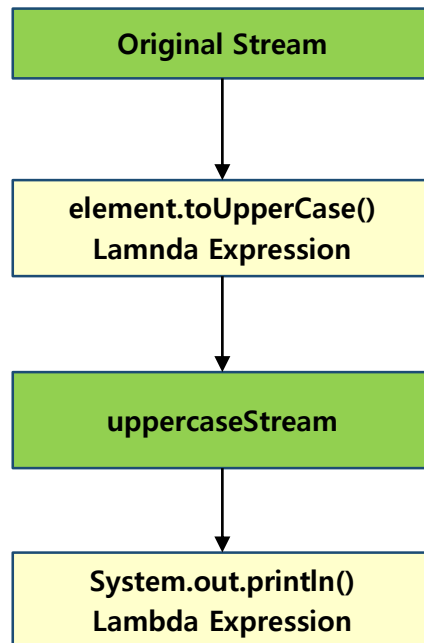 Original Stream
element.toUpperCase()
Lamnda Expression
uppercaseStream
System.out.println()
Lambda Expression